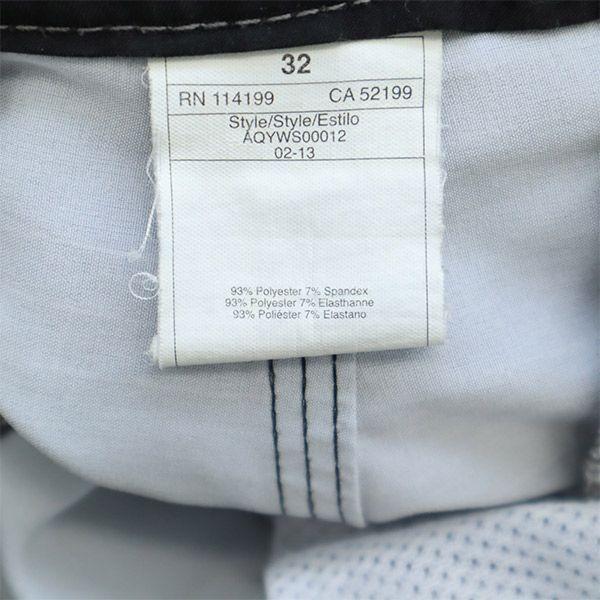 32
RN 114199 CA 52199
Style/Style/Estilo
AQYWS00012
02-13
93% Polyester 7% Spandex
93% Polyester 7% Elasthanne
93% Poliéster 7% Elastano